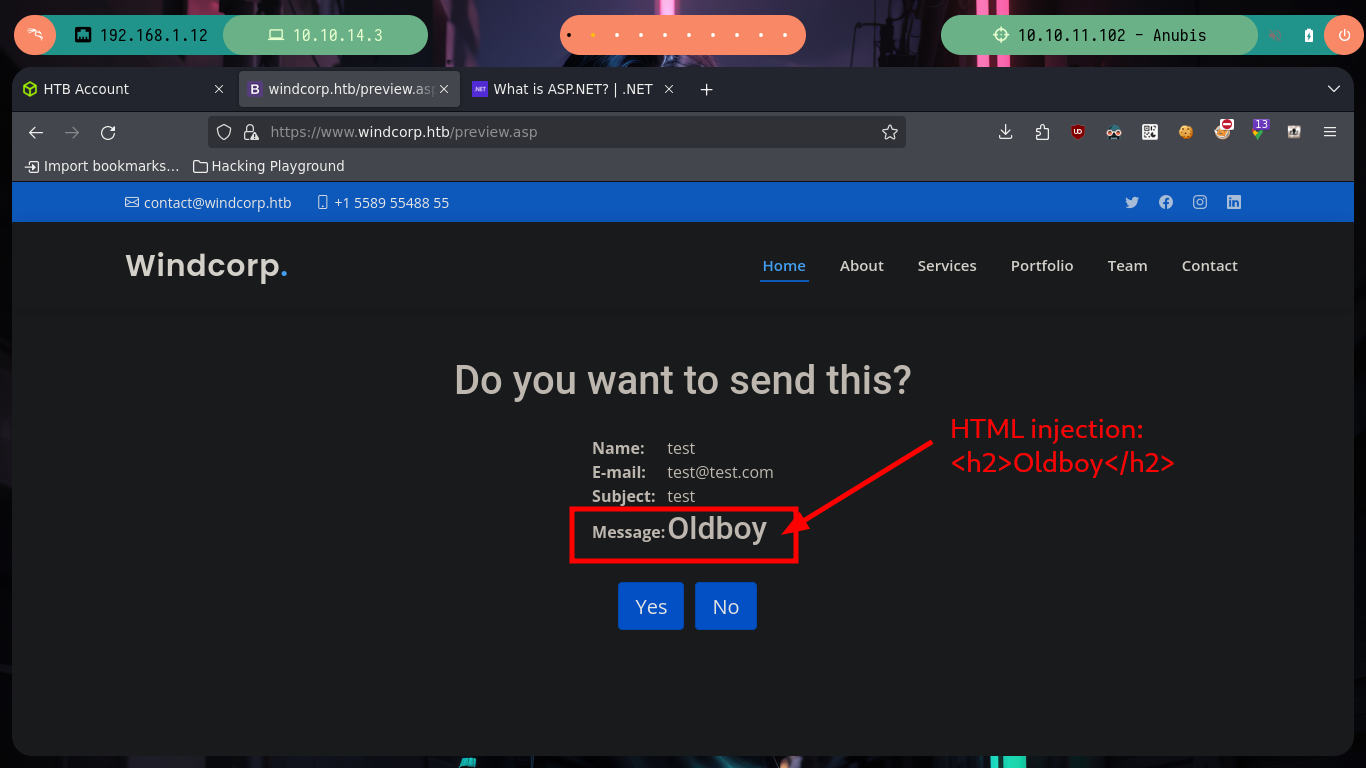 192.168.1.12 10.10.14.3 10.10.11.102 - Anubis
HTB Account windcorp.htb/preview.asp What is ASP.NET? | .NET
https://www.windcorp.htb/preview.asp 13
Import bookmarks... Hacking Playground
contact@windcorp.htb +1 5589 55488 55
Windcorp. Home About Services Portfolio Team Contact
Do you want to send this?
HTML injection:
<h2>Oldboy</h2>
Name: test
E-mail: test@test.com
Subject: test
Message: Oldboy
Yes No